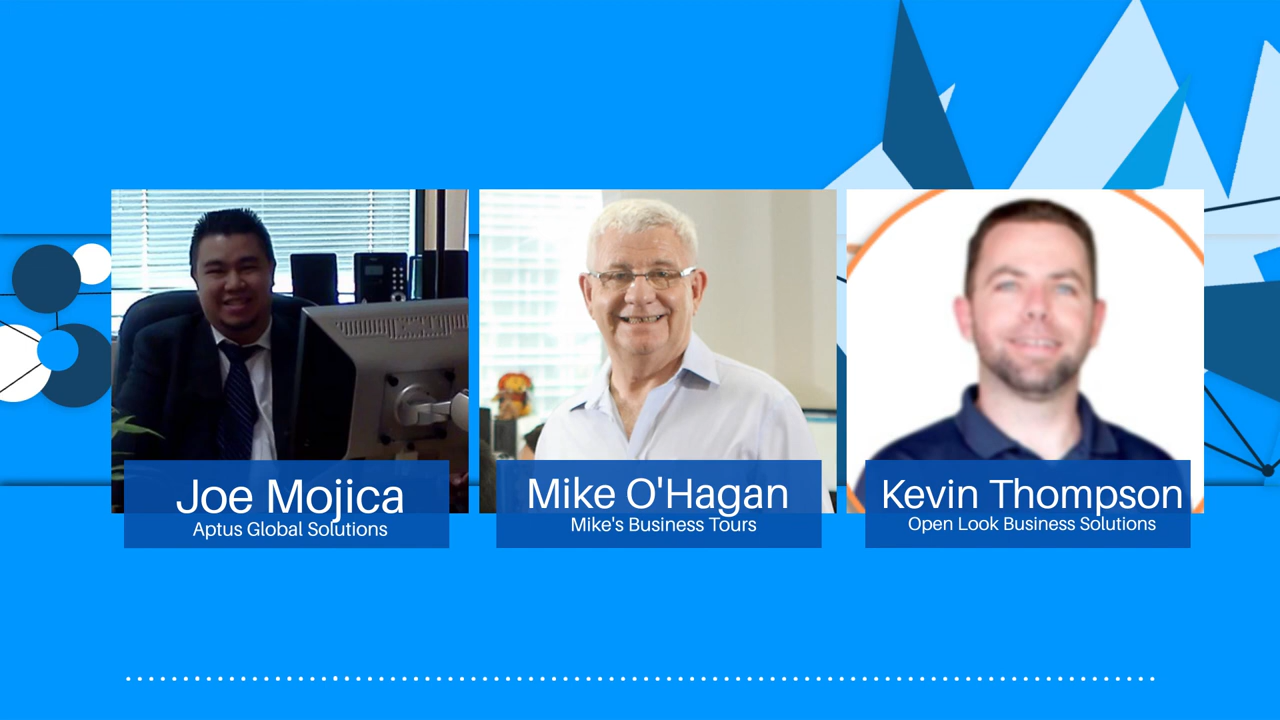 Joe Mojica
Aptus Global Solutions
Mike O'Hagan
Mike's Business Tours
Kevin Thompson
Open Look Business Solutions